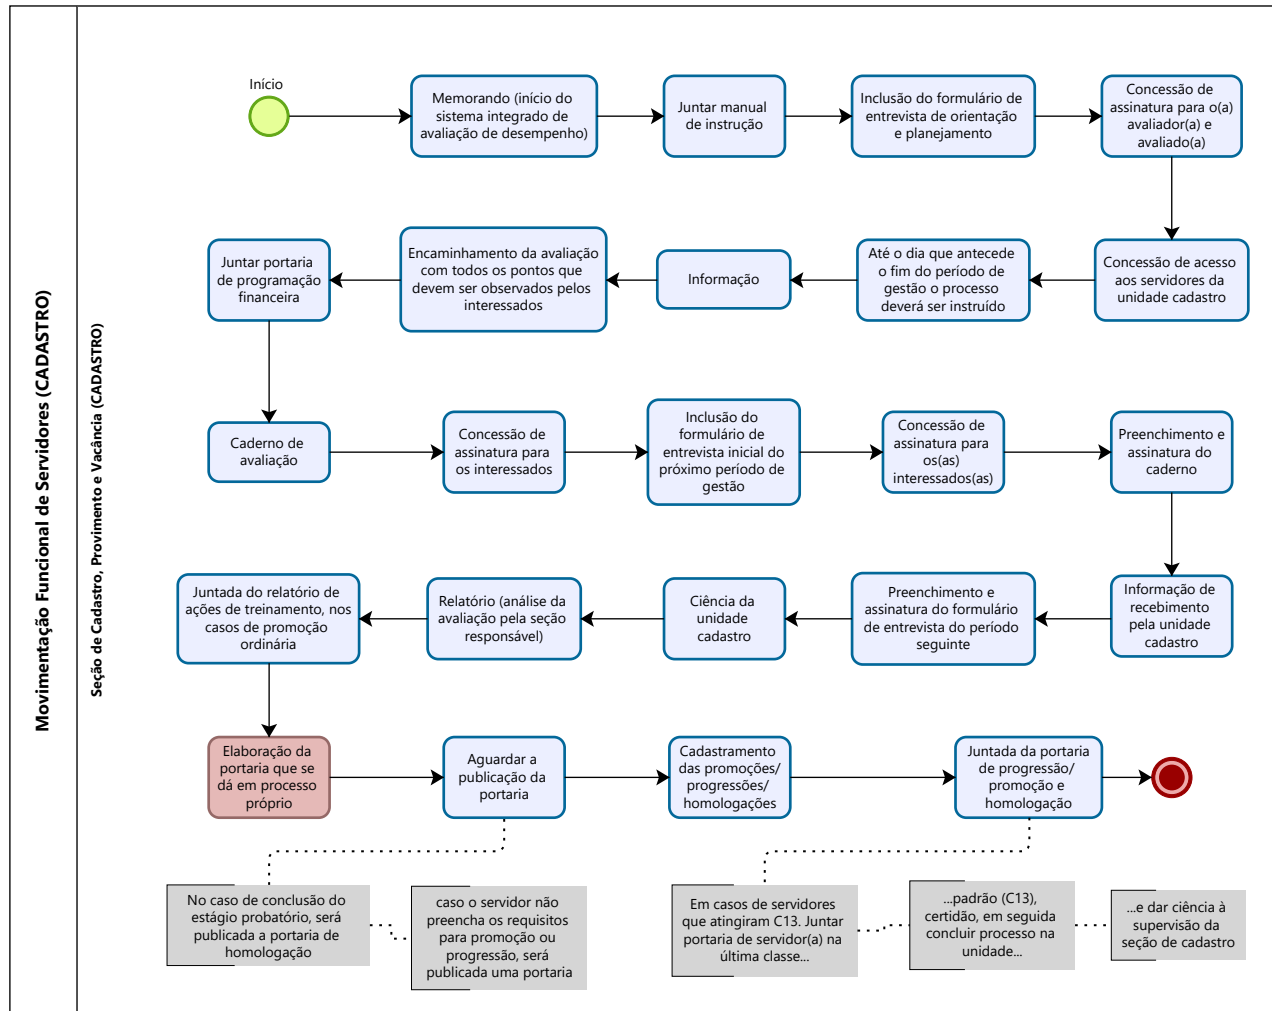 Movimentação Funcional de Servidores (CADASTRO)
Seção de Cadastro, Provimento e Vacância (CADASTRO)
Início
Memorando (início do
sistema integrado de
avaliação de desempenho)
Juntar manual
de instrução
Inclusão do formulário de
entrevista de orientação
e planejamento
Concessão de
assinatura para o(a)
avaliador(a) e
avaliado(a)
Concessão de acesso
aos servidores da
unidade cadastro
Até o dia que antecede
o fim do período de
gestão o processo
deverá ser instruído
Informação
Encaminhamento da avaliação
com todos os pontos que
devem ser observados pelos
interessados
Juntar portaria
de programação
financeira
Caderno de
avaliação
Concessão de
assinatura para
os interessados
Inclusão do
formulário de
entrevista inicial do
próximo período de
gestão
Concessão de
assinatura para
os(as)
interessados(as)
Preenchimento e
assinatura do
caderno
Informação de
recebimento
pela unidade
cadastro
Preenchimento e
assinatura do formulário
de entrevista do período
seguinte
Ciência da
unidade
cadastro
Relatório (análise da
avaliação pela seção
responsável)
Juntada do relatório de
ações de treinamento, nos
casos de promoção
ordinária
Elaboração da
portaria que se
dá em processo
próprio
Aguardar a
publicação da
portaria
Cadastramento
das promoções/
progressões/
homologações
Juntada da portaria
de progressão/
promoção e
homologação
No caso de conclusão do
estágio probatório, será
publicada a portaria de
homologação
caso o servidor não
preencha os requisitos
para promoção ou
progressão, será
publicada uma portaria
Em casos de servidores
que atingiram C13. Juntar
portaria de servidor(a) na
última classe...
...padrão (C13),
certidão, em seguida
concluir processo na
unidade...
...e dar ciência à
supervisão da
seção de cadastro